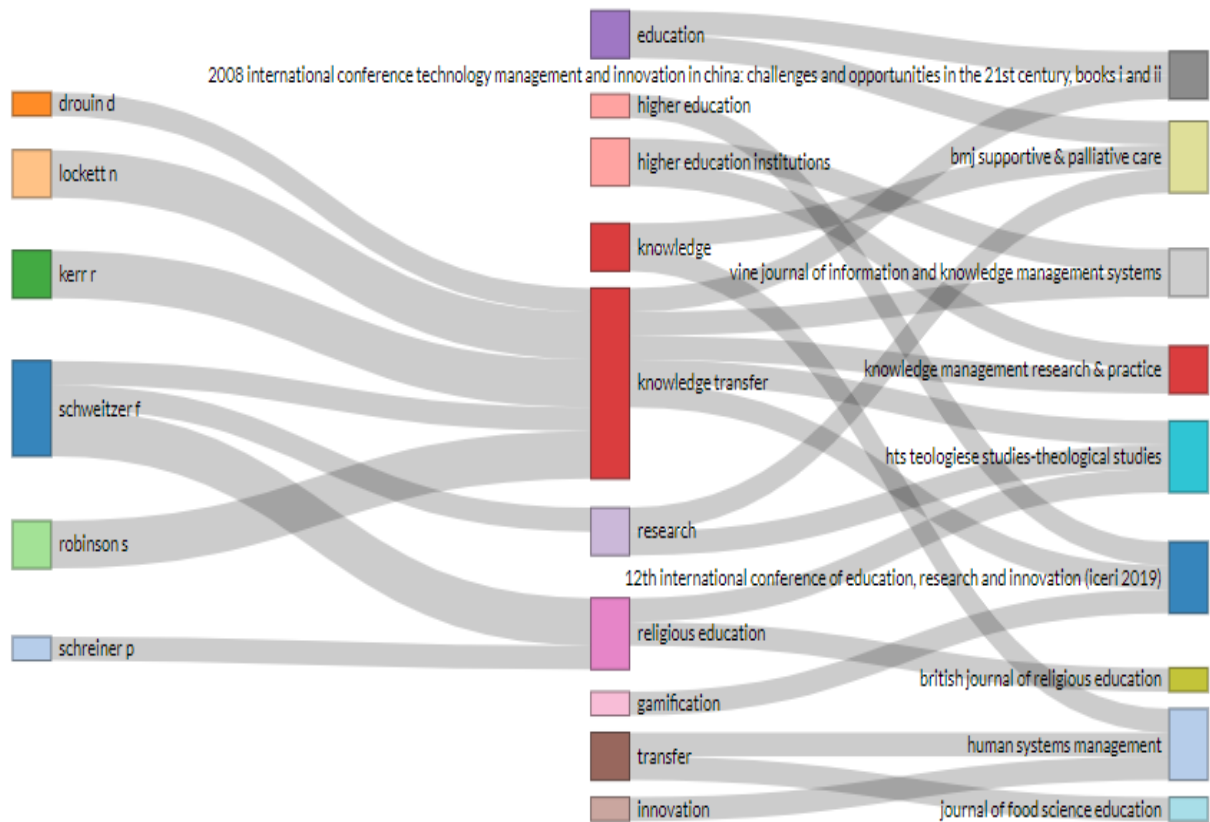 drouin d
lockett n
kerr r
schweitzer f
robinson s
schreiner p
education
higher education
higher education institutions
knowledge
knowledge transfer
research
religious education
gamification
transfer
innovation
2008 international conference technology management and innovation in china: challenges and opportunities in the 21st century, books i and ii
bmj supportive & palliative care
vine journal of information and knowledge management systems
knowledge management research & practice
hts teologiese studies-theological studies
12th international conference of education, research and innovation (iceri 2019)
british journal of religious education
human systems management
journal of food science education